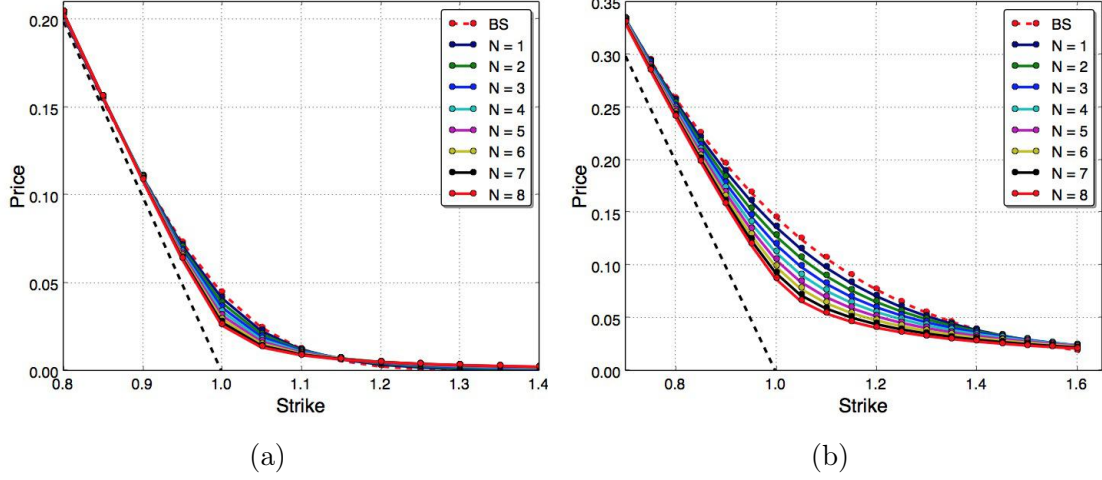 0.20
0.15
0.10
0.05
0.00
Price
0.8
0.9
1.0
1.1
1.2
1.3
1.4
Strike
BS
N = 1
N = 2
N = 3
N = 4
N = 5
N = 6
N = 7
N = 8
(a)
0.35
0.30
0.25
0.20
0.15
0.10
0.05
0.00
Price
0.8
1.0
1.2
1.4
1.6
Strike
BS
N = 1
N = 2
N = 3
N = 4
N = 5
N = 6
N = 7
N = 8
(b)